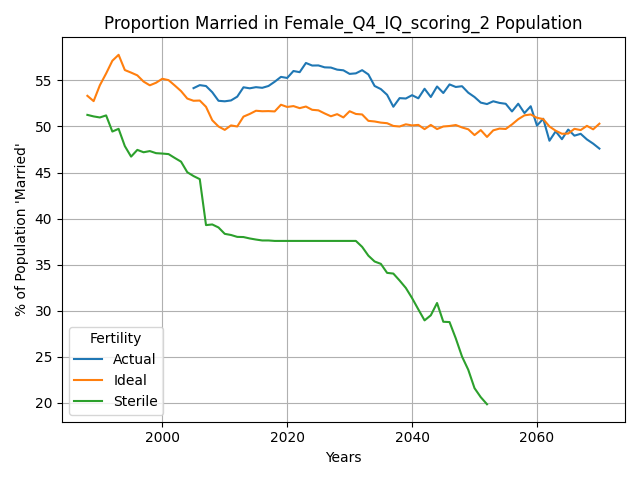 Proportion Married in Female_Q4_IQ_scoring_2 Population
% of Population 'Married'
55
50
45
40
35
30
25
20
Fertility
Actual
Ideal
Sterile
2000 2020 2040 2060
Years